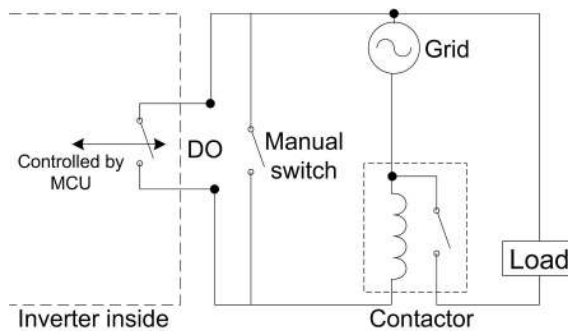 Grid
DO
Manual
switch
Controlled by
MCU
Load
Inverter inside
Contactor